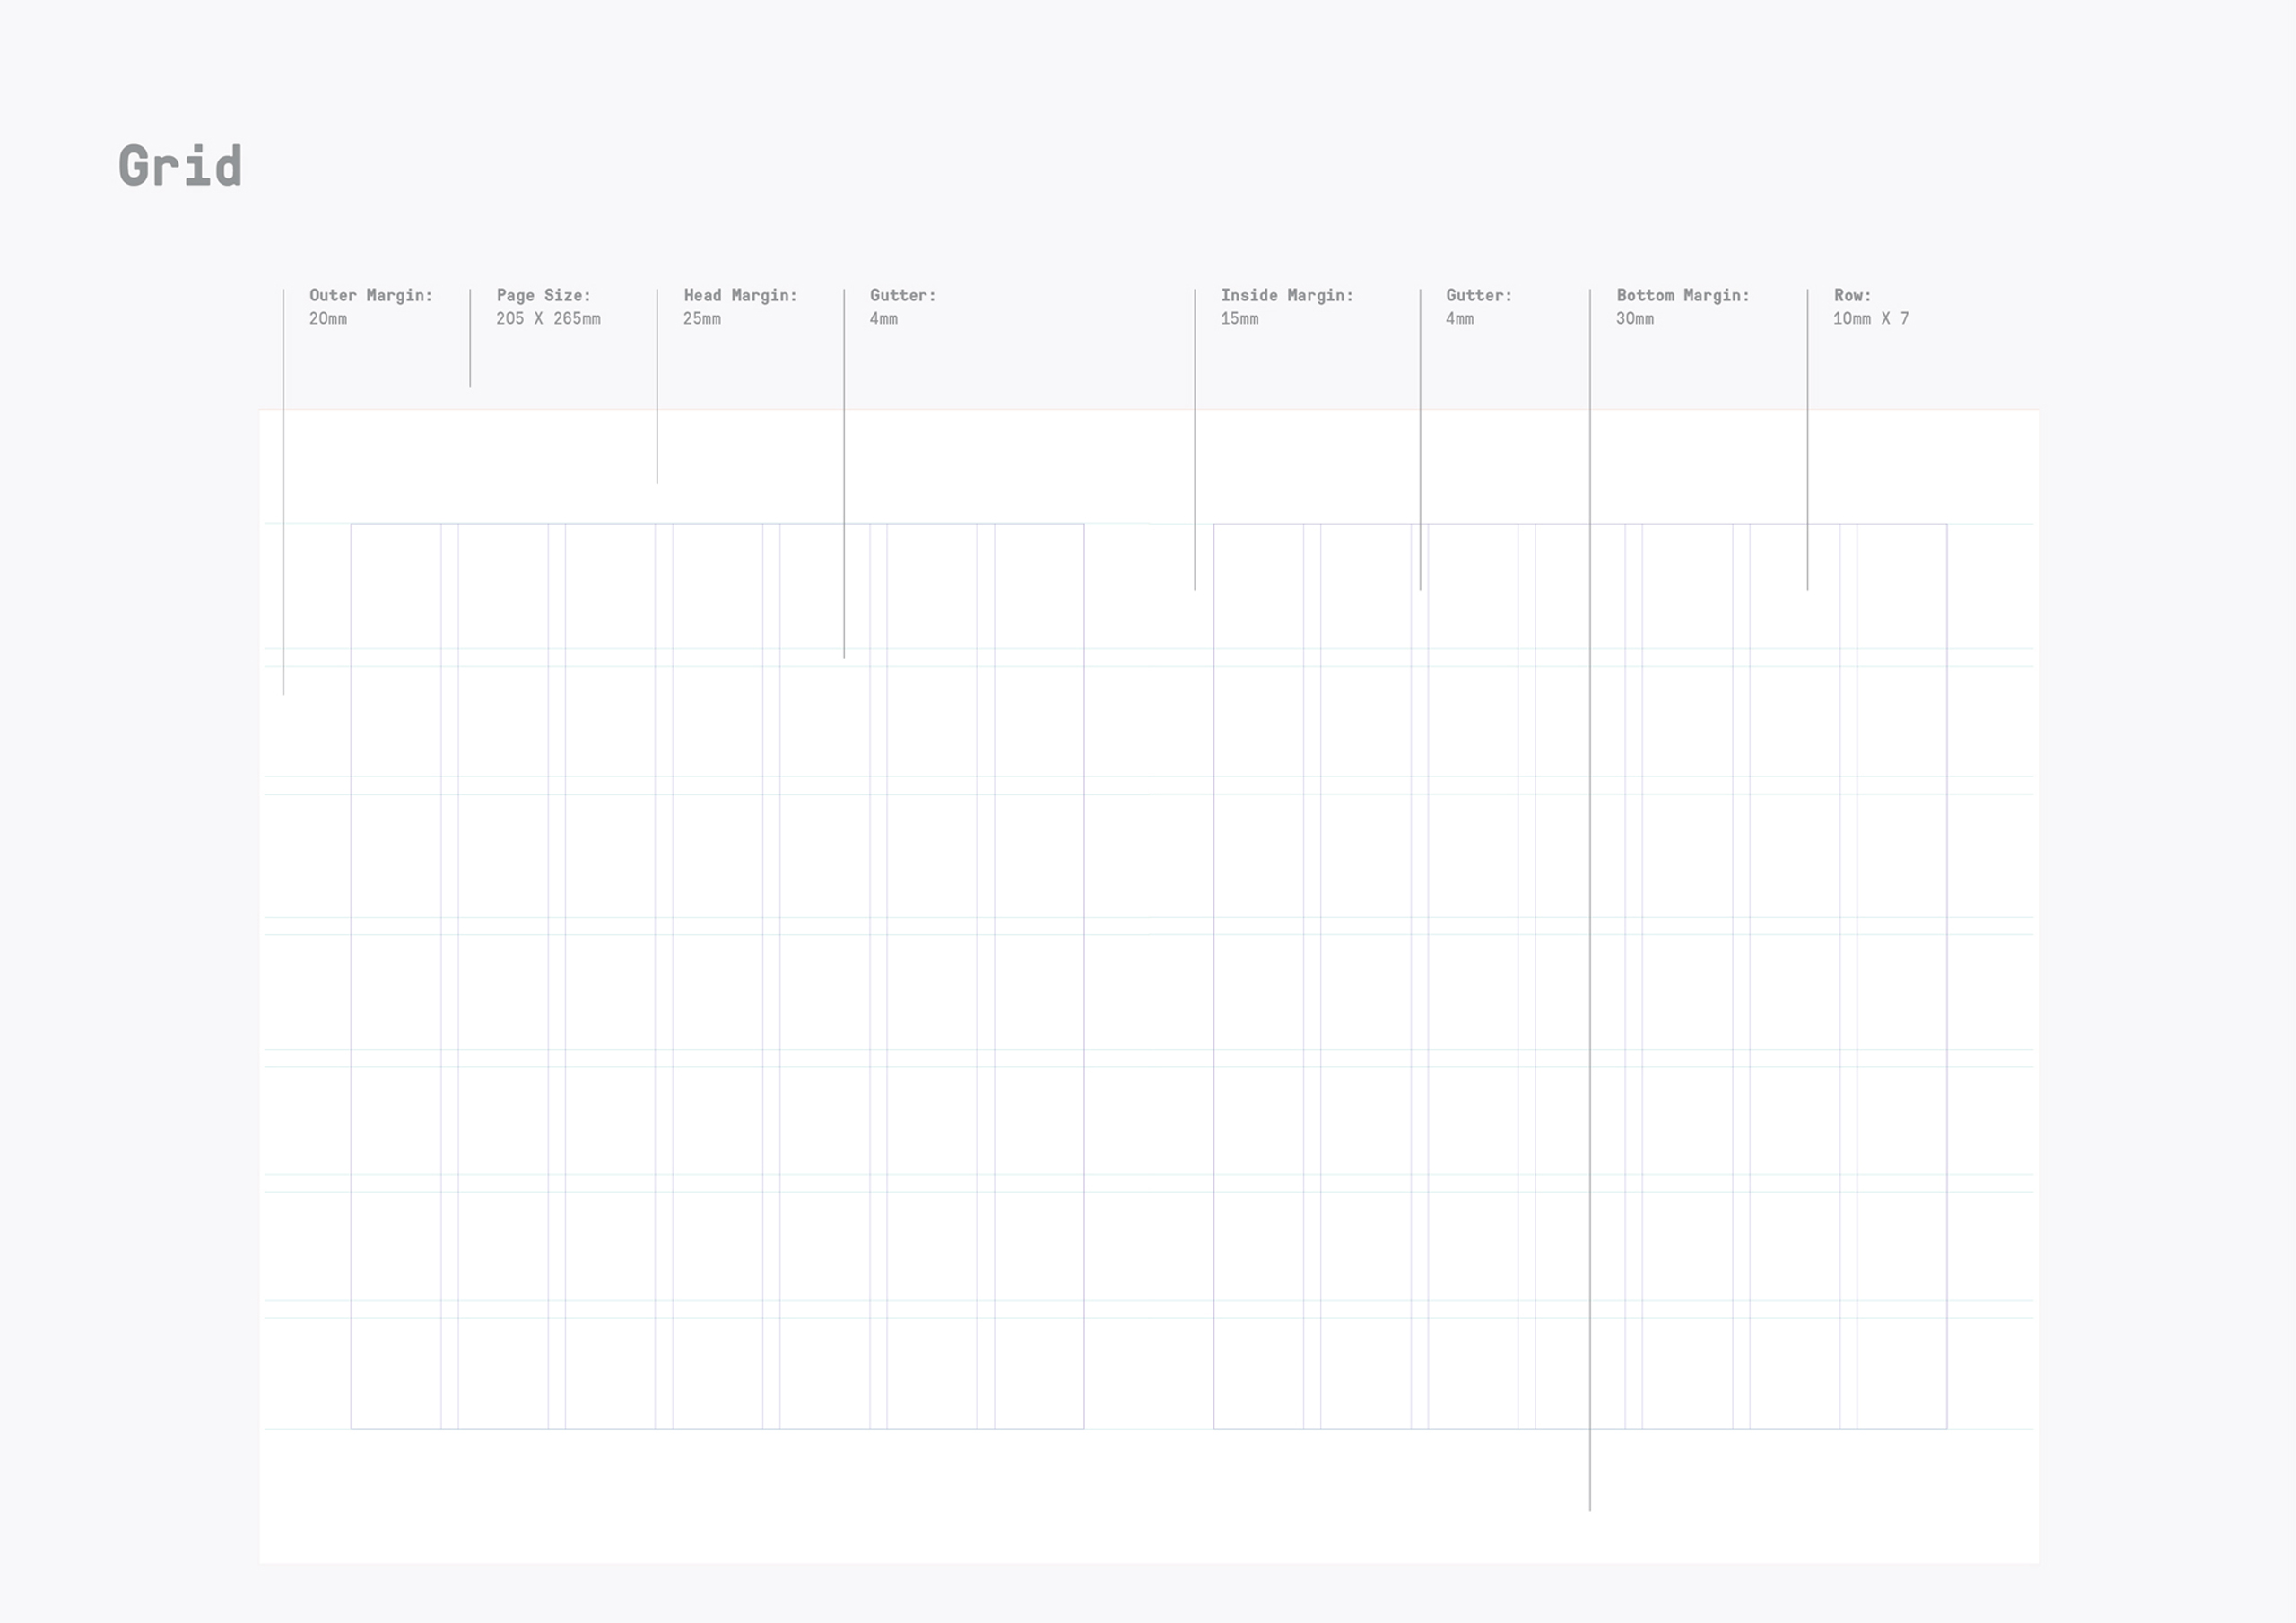 Grid
Outer Margin:
20mm
Page Size:
205 X 265mm
Head Margin:
25mm
Gutter:
4mm
Inside Margin:
15mm
Gutter:
4mm
Bottom Margin:
30mm
Row:
10mm X 7